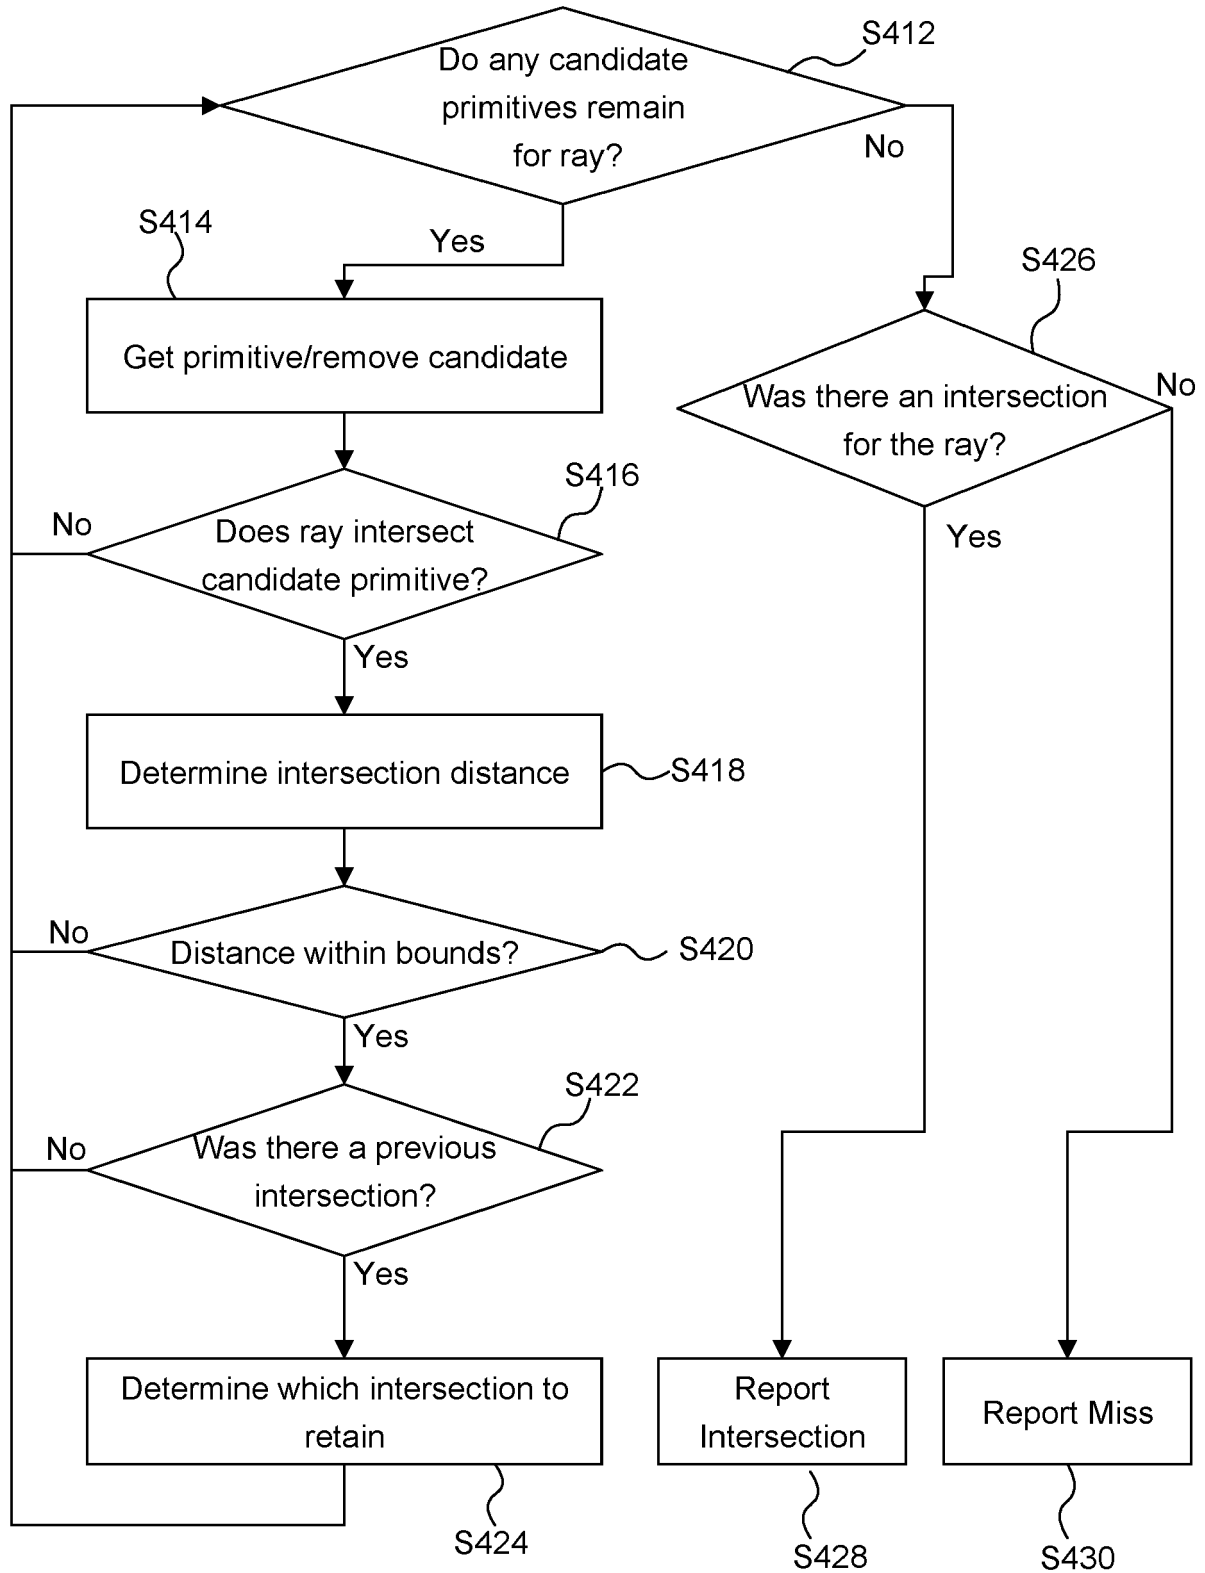 S412
Do any candidate
primitives remain
for ray?
No
Yes
S414
Get primitive/remove candidate
S426
Was there an intersection
for the ray?
No
Yes
S416
Does ray intersect
candidate primitive?
No
Yes
Determine intersection distance
S418
No
Distance within bounds?
S420
Yes
S422
Was there a previous
intersection?
No
Yes
Determine which intersection to
retain
S424
Report
Intersection
S428
Report Miss
S430